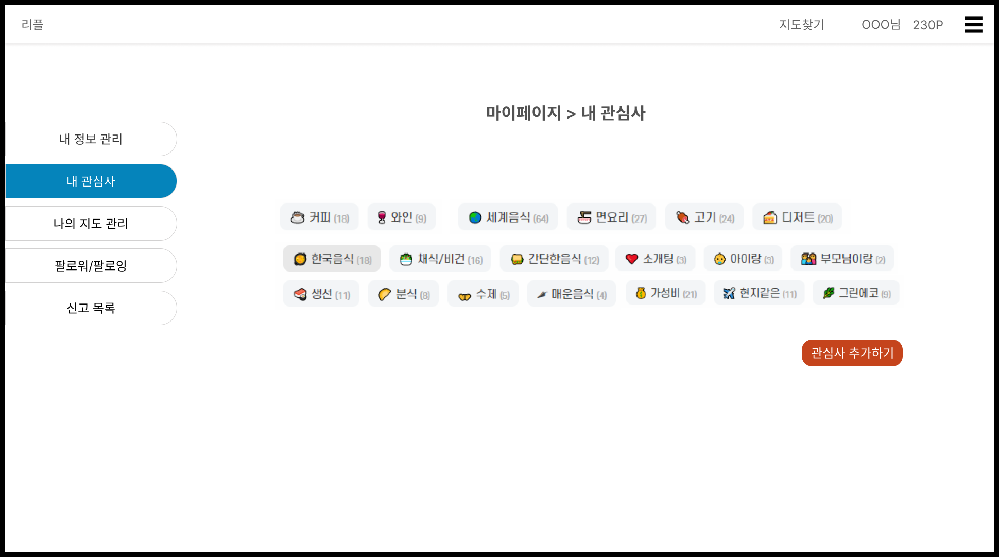 리플 지도찾기 OOO님 230P
마이페이지 > 내 관심사
내 정보 관리
내 관심사
나의 지도 관리
팔로워/팔로잉
신고 목록
커피 (18) 와인 (9) 세계음식 (64) 면요리 (27) 고기 (24) 디저트 (20)
한국음식 (18) 채식/비건 (16) 간단한음식 (12) 소개팅 (3) 아이랑 (3) 부모님이랑 (2)
생선 (11) 분식 (8) 수제 (5) 매운음식 (4) 가성비 (21) 현지같은 (11) 그린에코 (9)
관심사 추가하기